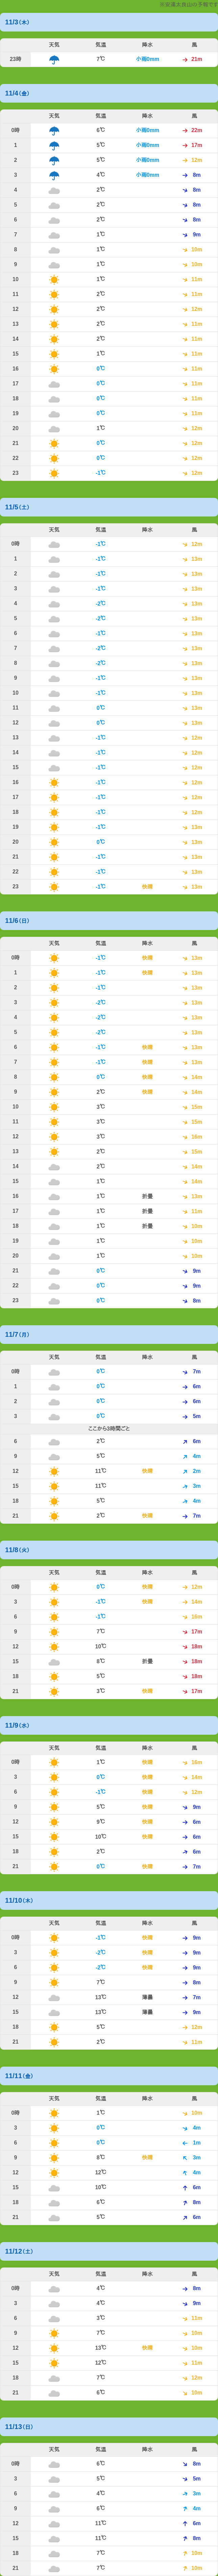 11/3(木)
天気 気温 降水 風
23時 7℃ 小雨0mm 21m
11/4(金)
天気 気温 降水 風
0時 6℃ 小雨0mm 22m
1 5℃ 小雨0mm 17m
2 5℃ 小雨0mm 12m
3 4℃ 小雨0mm 8m
4 2℃ 8m
5 2℃ 8m
6 2℃ 8m
7 1℃ 9m
8 1℃ 10m
9 1℃ 10m
10 1℃ 11m
11 2℃ 11m
12 2℃ 12m
13 2℃ 11m
14 2℃ 11m
15 1℃ 11m
16 0℃ 11m
17 0℃ 11m
18 0℃ 11m
19 0℃ 11m
20 1℃ 12m
21 0℃ 12m
22 0℃ 12m
23 -1℃ 12m
11/5(土)
天気 気温 降水 風
0時 -1℃ 12m
1 -1℃ 13m
2 -1℃ 13m
3 -1℃ 13m
4 -2℃ 13m
5 -2℃ 13m
6 -1℃ 13m
7 -2℃ 13m
8 -2℃ 13m
9 -1℃ 13m
10 -1℃ 13m
11 0℃ 13m
12 0℃ 13m
13 -1℃ 12m
14 -1℃ 12m
15 -1℃ 12m
16 -1℃ 12m
17 -1℃ 12m
18 -1℃ 12m
19 -1℃ 13m
20 0℃ 13m
21 -1℃ 13m
22 -1℃ 13m
23 -1℃ 快晴 13m
11/6(日)
天気 気温 降水 風
0時 -1℃ 快晴 13m
1 -1℃ 快晴 13m
2 -1℃ 13m
3 -2℃ 13m
4 -2℃ 13m
5 -2℃ 13m
6 -1℃ 快晴 13m
7 -1℃ 快晴 13m
8 0℃ 快晴 14m
9 2℃ 快晴 14m
10 3℃ 15m
11 3℃ 15m
12 3℃ 16m
13 2℃ 15m
14 2℃ 14m
15 1℃ 14m
16 1℃ 折曇 13m
17 1℃ 折曇 11m
18 1℃ 折曇 10m
19 1℃ 10m
20 1℃ 10m
21 0℃ 9m
22 0℃ 9m
23 0℃ 8m
11/7(月)
天気 気温 降水 風
0時 0℃ 7m
1 0℃ 6m
2 0℃ 6m
3 0℃ 5m
ここから3時間ごと
6 2℃ 6m
9 5℃ 4m
12 11℃ 快晴 2m
15 11℃ 3m
18 5℃ 4m
21 2℃ 快晴 7m
11/8(火)
天気 気温 降水 風
0時 0℃ 快晴 12m
3 -1℃ 快晴 14m
6 -1℃ 16m
9 7℃ 17m
12 10℃ 18m
15 8℃ 折曇 18m
18 5℃ 18m
21 3℃ 快晴 17m
11/9(水)
天気 気温 降水 風
0時 1℃ 快晴 16m
3 0℃ 快晴 14m
6 -1℃ 快晴 12m
9 5℃ 快晴 9m
12 9℃ 快晴 6m
15 10℃ 快晴 6m
18 2℃ 6m
21 0℃ 快晴 7m
11/10(木)
天気 気温 降水 風
0時 -1℃ 快晴 9m
3 -2℃ 快晴 9m
6 -2℃ 快晴 9m
9 7℃ 8m
12 13℃ 薄曇 7m
15 13℃ 薄曇 9m
18 5℃ 12m
21 2℃ 11m
11/11(金)
天気 気温 降水 風
0時 1℃ 10m
3 0℃ 4m
6 0℃ 1m
9 8℃ 快晴 3m
12 12℃ 4m
15 10℃ 6m
18 6℃ 8m
21 5℃ 6m
11/12(土)
天気 気温 降水 風
0時 4℃ 8m
3 4℃ 9m
6 3℃ 11m
9 7℃ 10m
12 13℃ 快晴 10m
15 12℃ 11m
18 7℃ 12m
21 6℃ 10m
11/13(日)
天気 気温 降水 風
0時 6℃ 8m
3 5℃ 5m
6 4℃ 3m
9 6℃ 4m
12 11℃ 6m
15 11℃ 8m
18 7℃ 10m
21 7℃ 10m